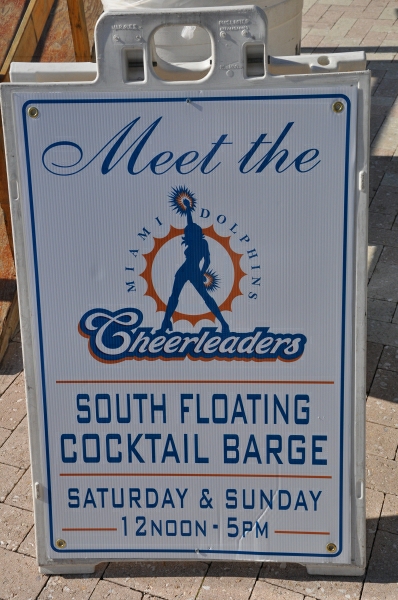 Meet the
MIAMI DOLPHINS
Cheerleaders
SOUTH FLOATING
COCKTAIL BARGE
SATURDAY & SUNDAY
12NOON - 5PM